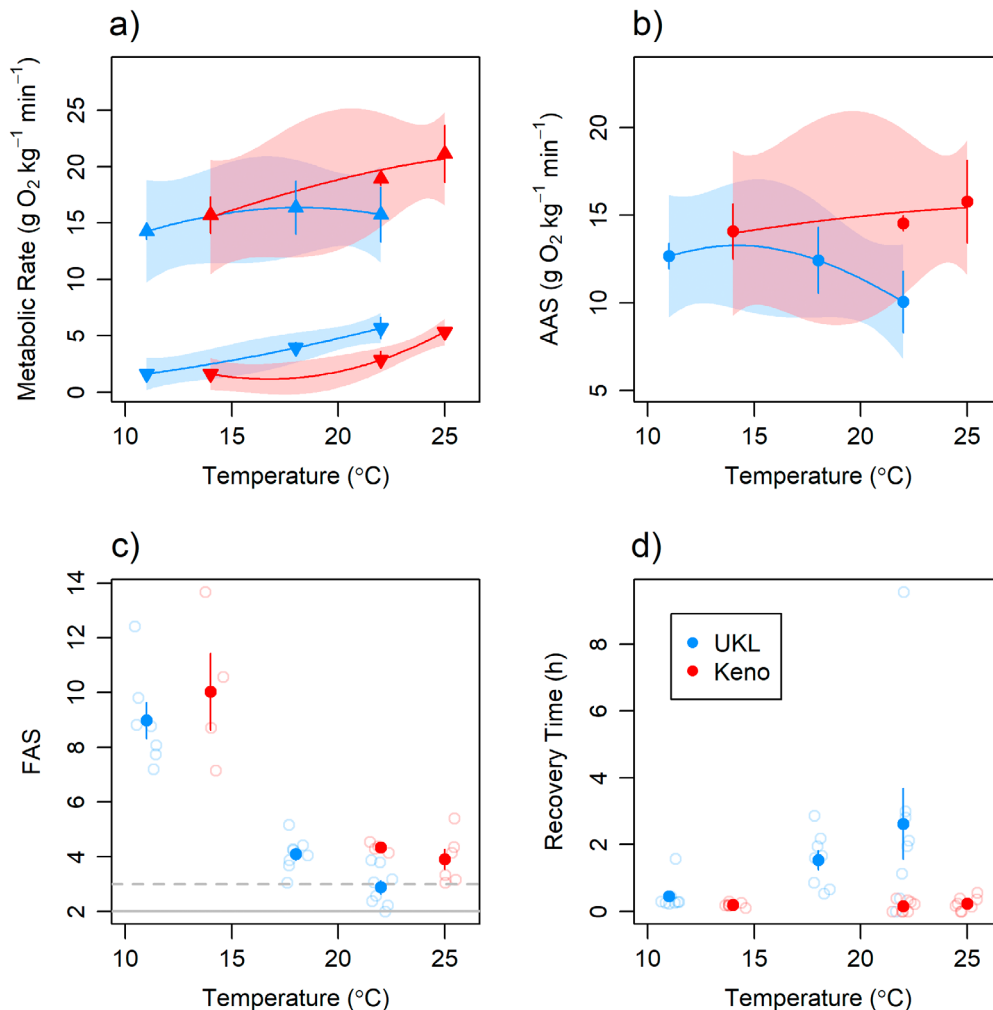 a)
Metabolic Rate (g O₂ kg⁻¹ min⁻¹)
25
20
15
10
5
0
10 15 20 25
Temperature (°C)
b)
AAS (g O₂ kg⁻¹ min⁻¹)
20
15
10
5
10 15 20 25
Temperature (°C)
c)
FAS
14
12
10
8
6
4
2
10 15 20 25
Temperature (°C)
d)
Recovery Time (h)
8
6
4
2
0
UKL
Keno
10 15 20 25
Temperature (°C)